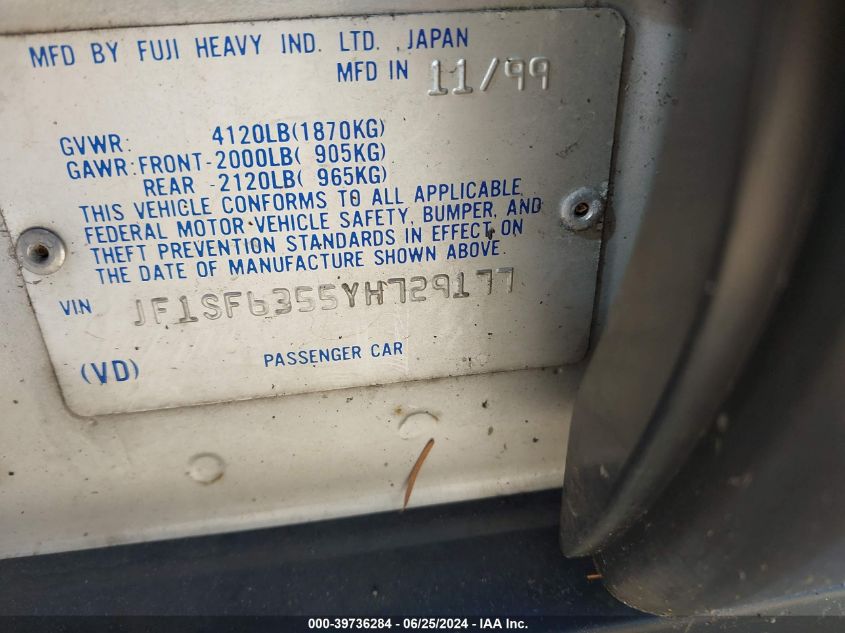 MFD BY FUJI HEAVY IND. LTD. JAPAN
MFD IN 11/99
GVWR: 4120LB(1870KG)
GAWR: FRONT-2000LB( 905KG)
REAR -2120LB( 965KG)
THIS VEHICLE CONFORMS TO ALL APPLICABLE
FEDERAL MOTOR VEHICLE SAFETY, BUMPER, AND
THEFT PREVENTION STANDARDS IN EFFECT ON
THE DATE OF MANUFACTURE SHOWN ABOVE.
VIN JF1SF6355YH729177
(VD) PASSENGER CAR
000-39736284 - 06/25/2024 - IAA Inc.